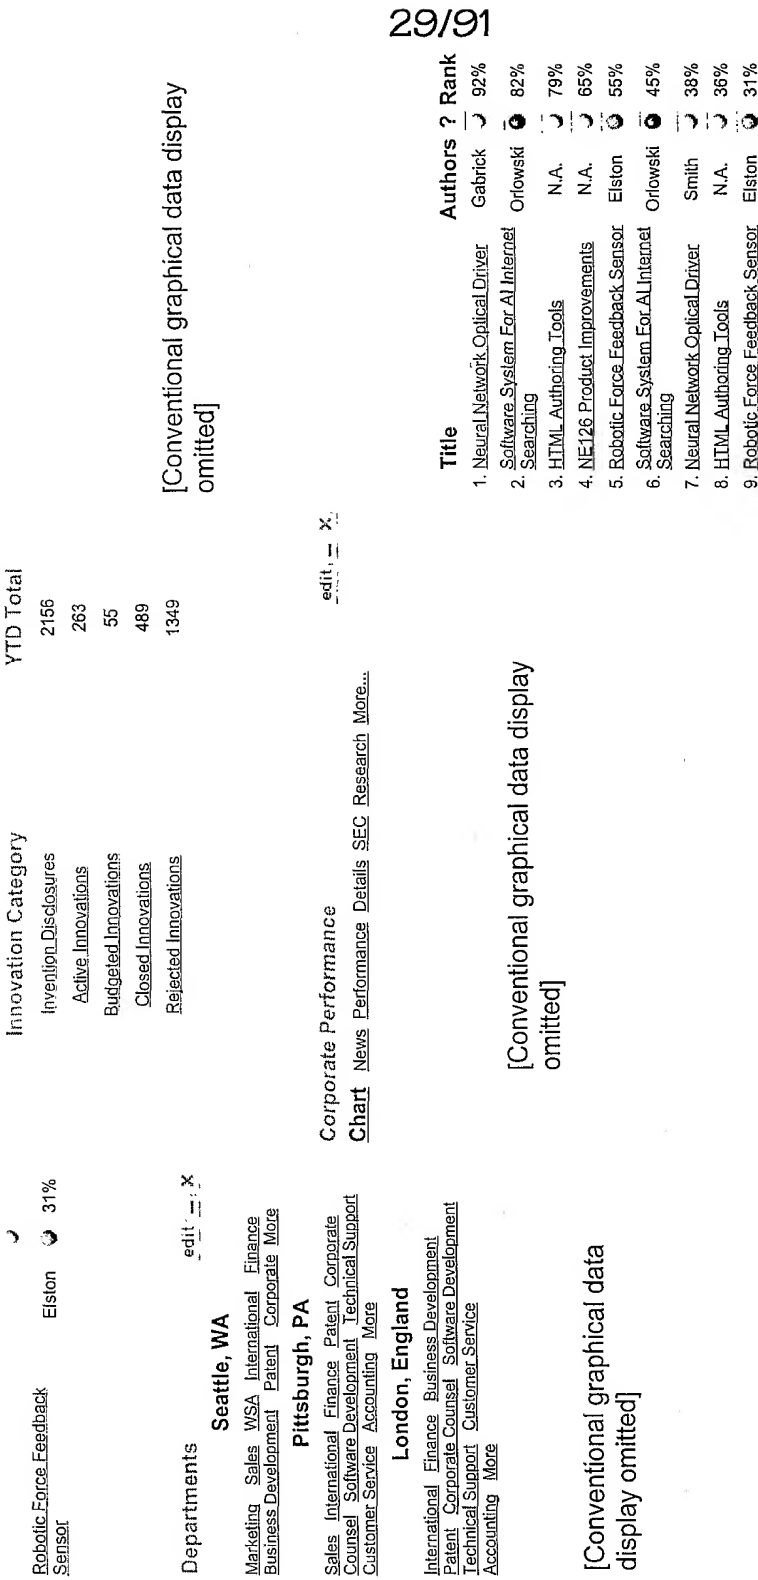 29/91
Robotic Force Feedback
Sensor
Elston 31%
Departments
edit _ X
Seattle, WA
Marketing Sales WSA International Finance
Business Development Patent Corporate More
Pittsburgh, PA
Sales International Finance Patent Corporate
Counsel Software Development Technical Support
Customer Service Accounting More
London, England
International Finance Business Development
Patent Corporate Counsel Software Development
Technical Support Customer Service
Accounting More
[Conventional graphical data
display omitted]
Innovation Category YTD Total
Invention Disclosures 2156
Active Innovations 263
Budgeted Innovations 55
Closed Innovations 489
Rejected Innovations 1349
Corporate Performance
edit _ X
Chart News Performance Details SEC Research More...
[Conventional graphical data display
omitted]
[Conventional graphical data display
omitted]
Title Authors ? Rank
1. Neural Network Optical Driver Gabrick 92%
2. Software System For AI Internet Searching Orlowski 82%
3. HTML Authoring Tools N.A. 79%
4. NE126 Product Improvements N.A. 65%
5. Robotic Force Feedback Sensor Elston 55%
6. Software System For AI Internet Searching Orlowski 45%
7. Neural Network Optical Driver Smith 38%
8. HTML Authoring Tools N.A. 36%
9. Robotic Force Feedback Sensor Elston 31%